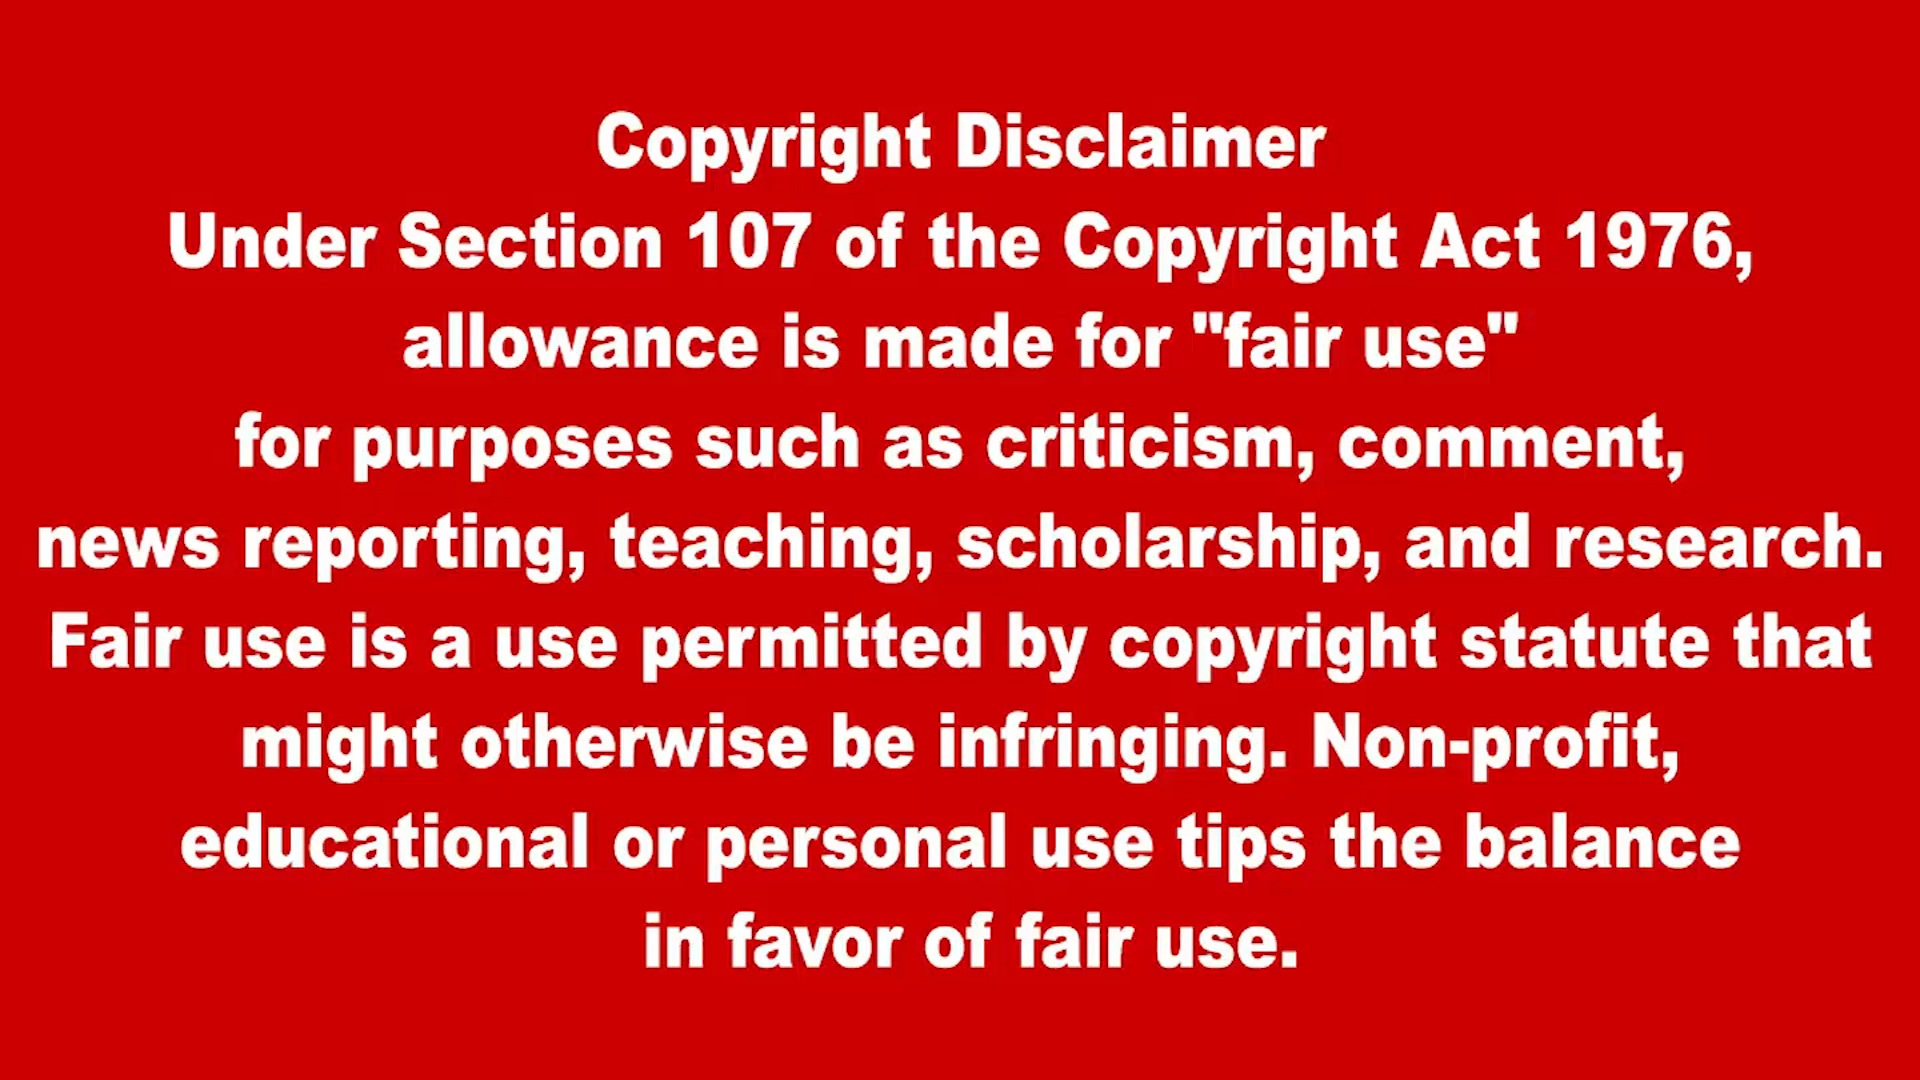 Copyright Disclaimer
Under Section 107 of the Copyright Act 1976,
allowance is made for "fair use"
for purposes such as criticism, comment,
news reporting, teaching, scholarship, and research.
Fair use is a use permitted by copyright statute that
might otherwise be infringing. Non-profit,
educational or personal use tips the balance
in favor of fair use.